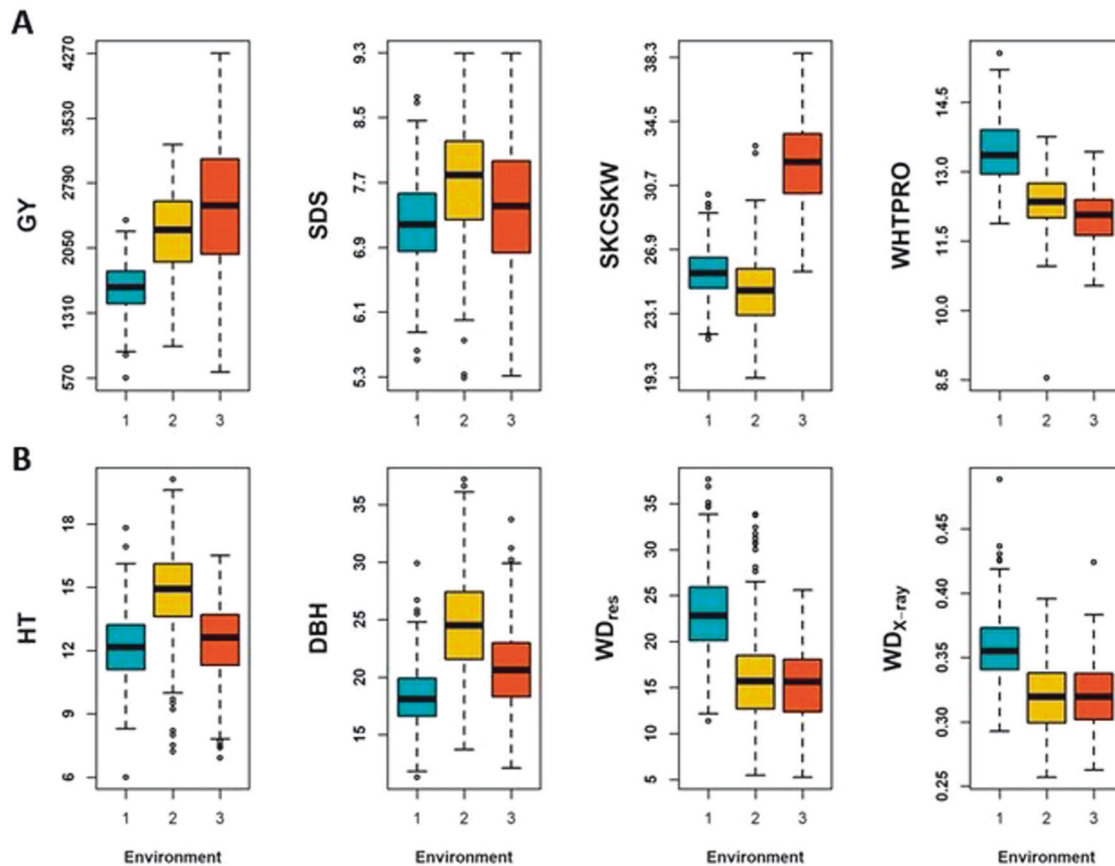 A
GY
4270
3530
2790
2050
1310
570
1 2 3
SDS
9.3
8.5
7.7
6.9
6.1
5.3
1 2 3
SKCSKW
38.3
34.5
30.7
26.9
23.1
19.3
1 2 3
WHTPRO
14.5
13.0
11.5
10.0
8.5
1 2 3
B
HT
18
15
12
9
6
1 2 3
Environment
DBH
35
30
25
20
15
1 2 3
Environment
WDres
35
30
25
20
15
10
5
1 2 3
Environment
WDX-ray
0.45
0.40
0.35
0.30
0.25
1 2 3
Environment